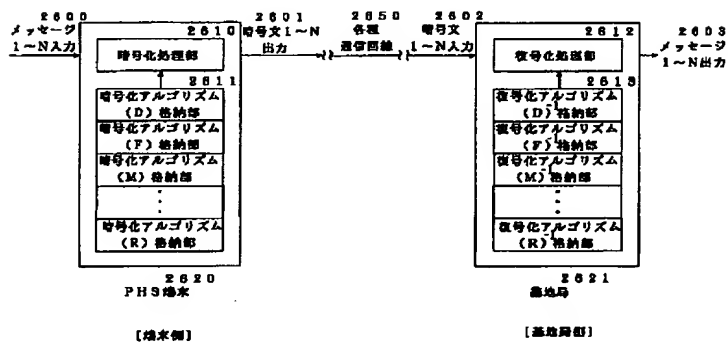 2600
メッセージ
1〜N入力
2610
暗号化処理部
2611
暗号化アルゴリズム
(D)格納部
暗号化アルゴリズム
(F)格納部
暗号化アルゴリズム
(M)格納部
暗号化アルゴリズム
(R)格納部
2620
PHS端末
[端末側]
2601
暗号文1〜N
出力
2650
各種
通信回線
2602
暗号文
1〜N入力
2612
復号化処理部
2613
復号化アルゴリズム
(D)-1格納部
復号化アルゴリズム
(F)-1格納部
復号化アルゴリズム
(M)-1格納部
復号化アルゴリズム
(R)-1格納部
2621
基地局
[基地局側]
2603
メッセージ
1〜N出力